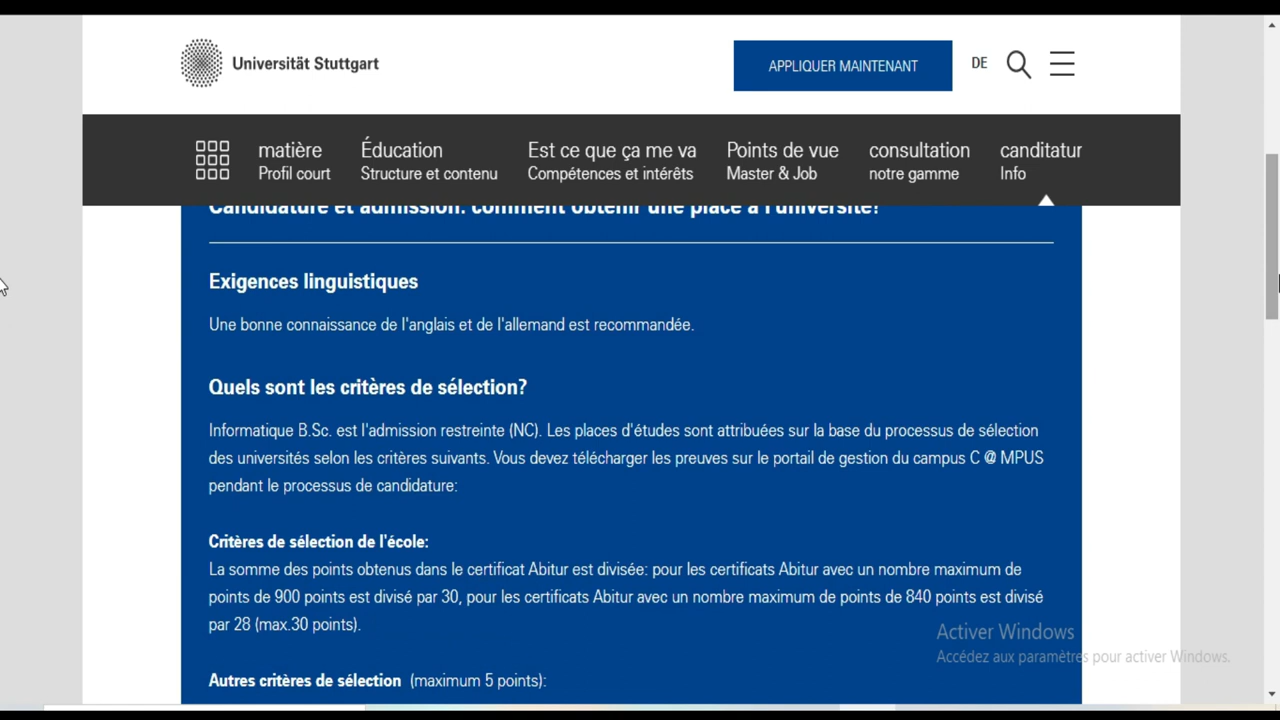 Universität Stuttgart
APPLIQUER MAINTENANT
DE
matière
Profil court
Éducation
Structure et contenu
Est ce que ça me va
Compétences et intérêts
Points de vue
Master & Job
consultation
notre gamme
canditatur
Info
Candidature et admission: comment obtenir une place à l'université?
Exigences linguistiques
Une bonne connaissance de l'anglais et de l'allemand est recommandée.
Quels sont les critères de sélection?
Informatique B.Sc. est l'admission restreinte (NC). Les places d'études sont attribuées sur la base du processus de sélection
des universités selon les critères suivants. Vous devez télécharger les preuves sur le portail de gestion du campus C @ MPUS
pendant le processus de candidature:
Critères de sélection de l'école:
La somme des points obtenus dans le certificat Abitur est divisée: pour les certificats Abitur avec un nombre maximum de
points de 900 points est divisé par 30, pour les certificats Abitur avec un nombre maximum de points de 840 points est divisé
par 28 (max.30 points).
Autres critères de sélection (maximum 5 points):
Activer Windows
Accédez aux paramètres pour activer Windows.